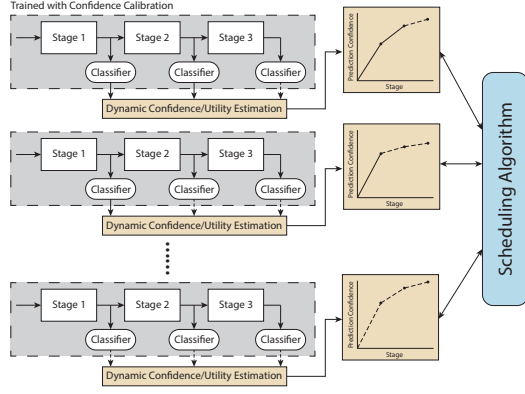 Trained with Confidence Calibration
Stage 1
Stage 2
Stage 3
Classifier
Classifier
Classifier
Dynamic Confidence/Utility Estimation
Prediction Confidence
Stage
Stage 1
Stage 2
Stage 3
Classifier
Classifier
Classifier
Dynamic Confidence/Utility Estimation
Prediction Confidence
Stage
Stage 1
Stage 2
Stage 3
Classifier
Classifier
Classifier
Dynamic Confidence/Utility Estimation
Prediction Confidence
Stage
Scheduling Algorithm